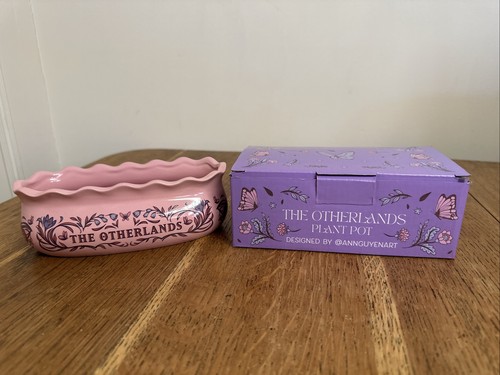 THE OTHERLANDS
THE OTHERLANDS
PLANT POT
DESIGNED BY @ANNGUYENART